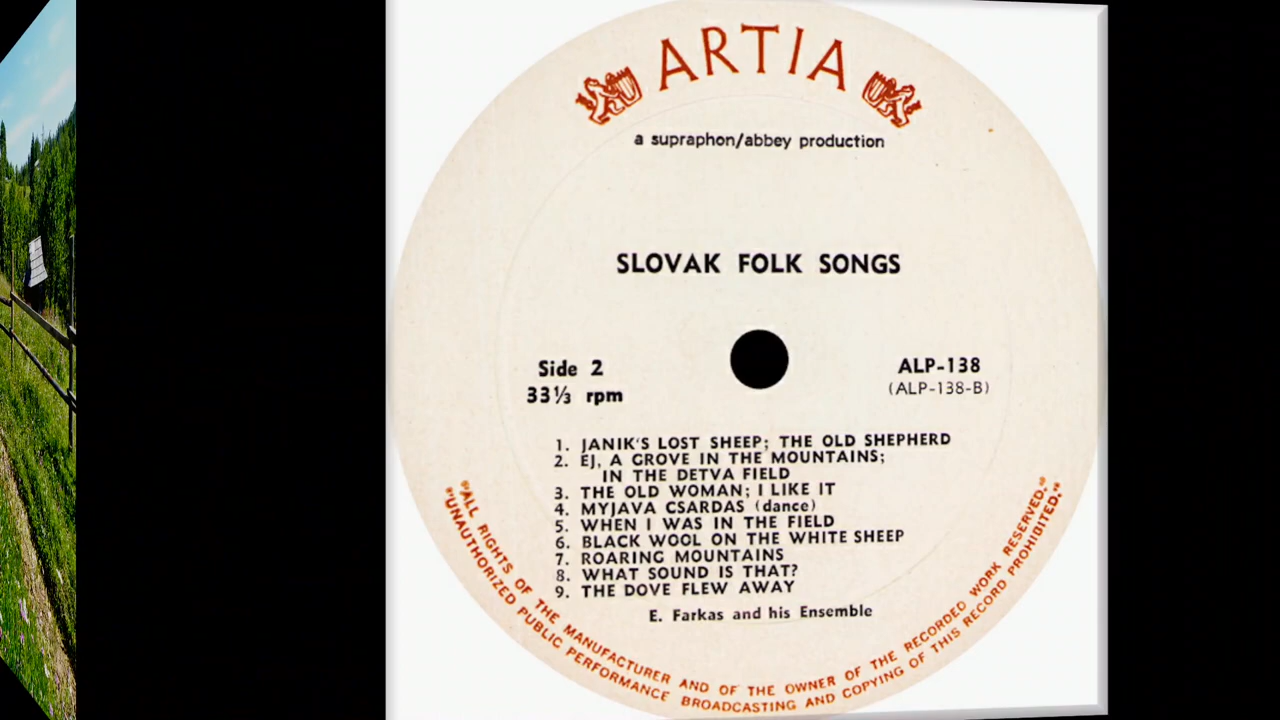 ARTIA
a supraphon/abbey production
SLOVAK FOLK SONGS
Side 2
33⅓ rpm
ALP-138
(ALP-138-B)
1. JANIK'S LOST SHEEP; THE OLD SHEPHERD
2. EJ, A GROVE IN THE MOUNTAINS;
IN THE DETVA FIELD
3. THE OLD WOMAN; I LIKE IT
4. MYJAVA CSARDAS (dance)
5. WHEN I WAS IN THE FIELD
6. BLACK WOOL ON THE WHITE SHEEP
7. ROARING MOUNTAINS
8. WHAT SOUND IS THAT?
9. THE DOVE FLEW AWAY
E. Farkas and his Ensemble
"ALL RIGHTS OF THE MANUFACTURER AND OF THE OWNER OF THE RECORDED WORK RESERVED."
"UNAUTHORIZED PUBLIC PERFORMANCE BROADCASTING AND COPYING OF THIS RECORD PROHIBITED."